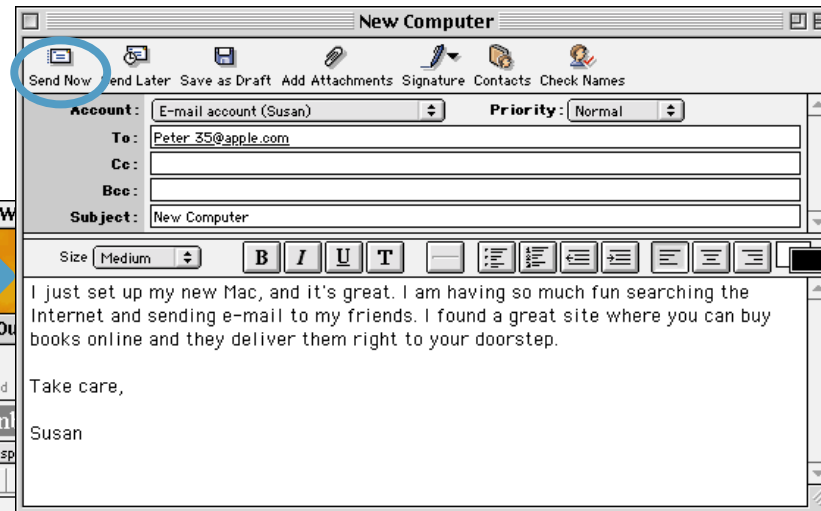 New Computer
Send Now Send Later Save as Draft Add Attachments Signature Contacts Check Names
Account: E-mail account (Susan) Priority: Normal
To: Peter 35@apple.com
Cc:
Bcc:
Subject: New Computer
Size Medium B I U T
I just set up my new Mac, and it's great. I am having so much fun searching the
Internet and sending e-mail to my friends. I found a great site where you can buy
books online and they deliver them right to your doorstep.
Take care,
Susan